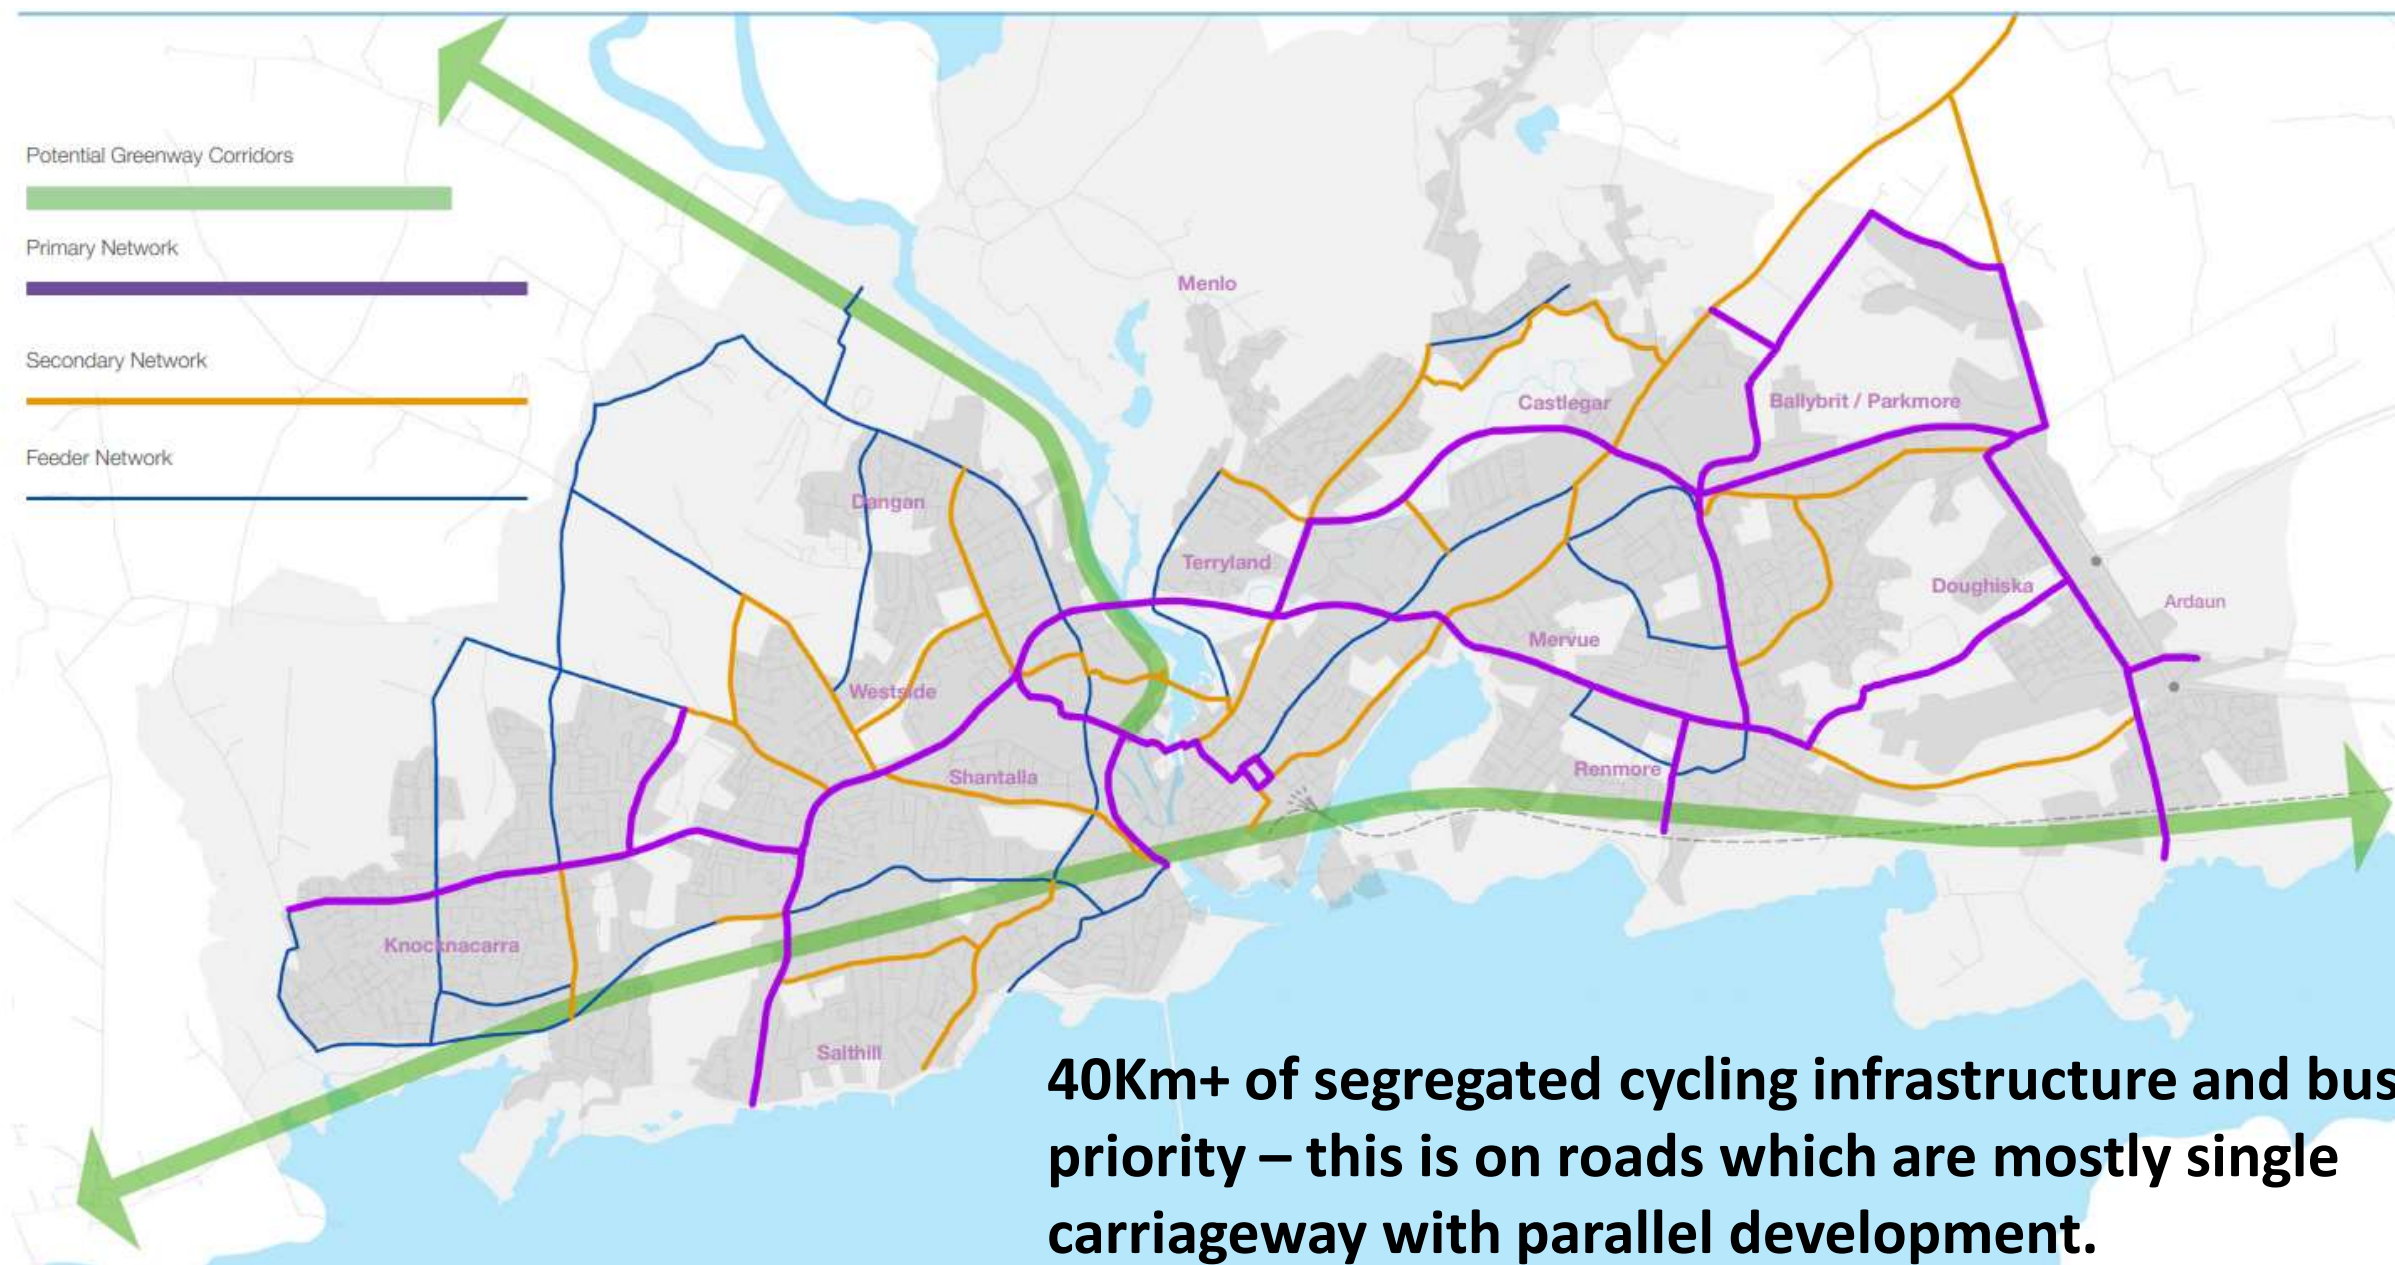 Potential Greenway Corridors
Primary Network
Secondary Network
Feeder Network
Menlo
Castlegar
Ballybrit / Parkmore
Dangan
Terryland
Doughiska
Ardaun
Mervue
Westside
Shantalla
Renmore
Knocknacarra
Salthill
40Km+ of segregated cycling infrastructure and bus
priority – this is on roads which are mostly single
carriageway with parallel development.